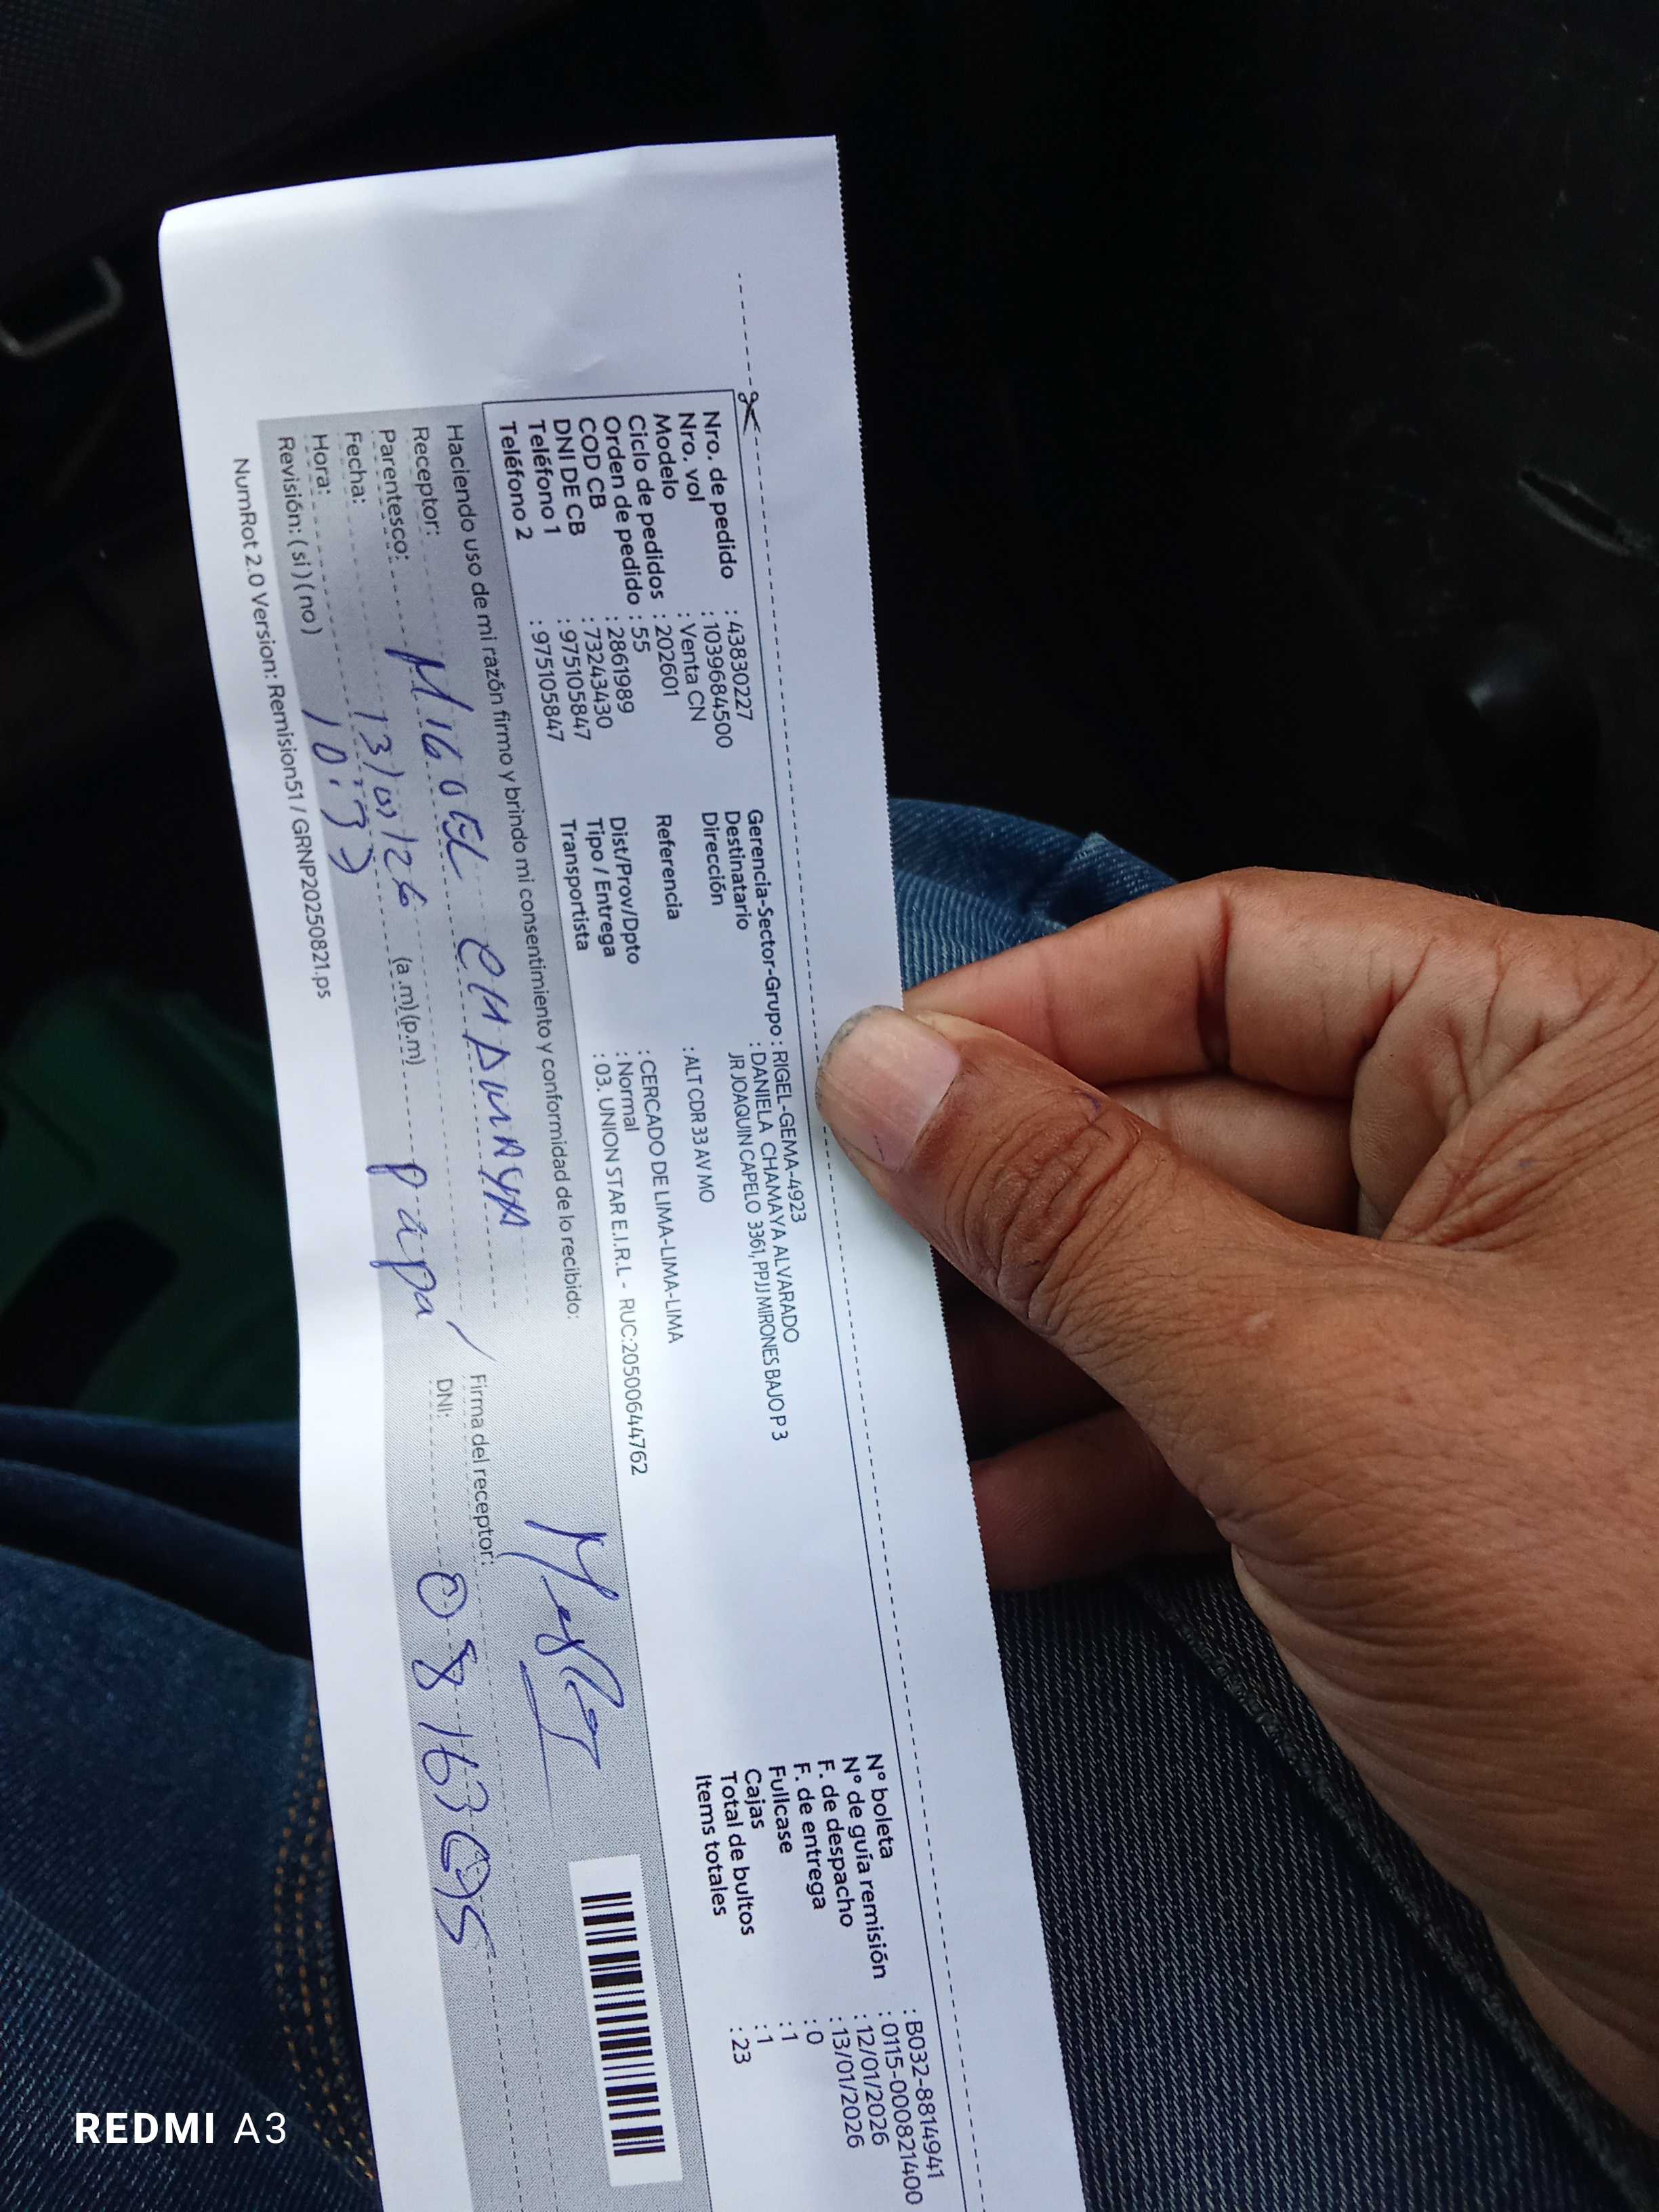 Nro. de pedido : 43830227
Nro. vol : 1039684500
Modelo : Venta CN
Ciclo de pedidos : 202601
Orden de pedido : 55
COD CB : 2861989
DNI DE CB : 73243430
Teléfono 1 : 975105847
Teléfono 2 : 975105847
Gerencia-Sector-Grupo : RIGEL-GEMA-4923
Destinatario : DANIELA CHAMAYA ALVARADO
Dirección JR JOAQUIN CAPELO 3361, PPJJ MIRONES BAJO P 3
Referencia : ALT CDR 33 AV MO
Dist/Prov/Dpto : CERCADO DE LIMA-LIMA-LIMA
Tipo / Entrega : Normal
Transportista : 03. UNION STAR E.I.R.L - RUC:20500644762
N° boleta : B032-8814941
N° de guía remisión : 0115-000821400
F. de despacho : 12/01/2026
F. de entrega : 13/01/2026
Fullcase : 0
Cajas : 1
Total de bultos : 1
Items totales : 23
Haciendo uso de mi razón firmo y brindo mi consentimiento y conformidad de lo recibido:
Receptor: MIGUEL CHAMAYA
Firma del receptor:
Parentesco: papa
DNI: 08163095
Fecha: 13/01/26
Hora: 10:37 (a.m)(p.m)
Revisión: ( si ) ( no )
NumRot 2.0 Version: Remision51 / GRNP20250821.ps
REDMI A3